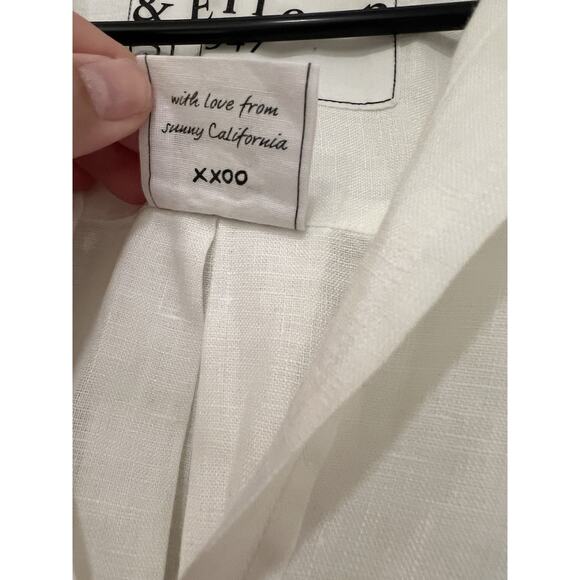 &
with love from
sunny California
XXOO